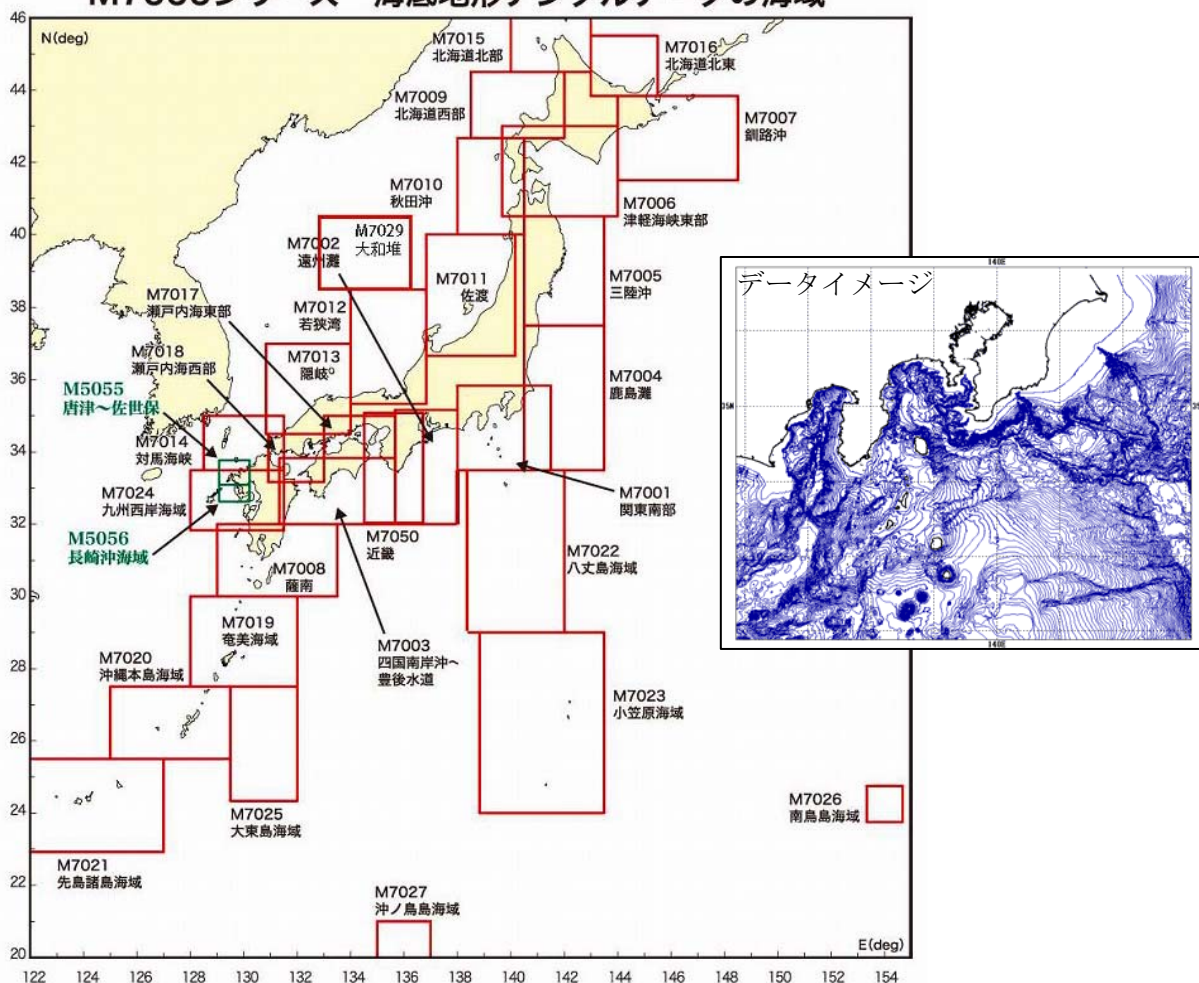 N(deg)
46
M7015
北海道北部
M7016
北海道北東
44
M7009
北海道西部
M7007
釧路沖
42
M7010
秋田沖
M7006
津軽海峡東部
40
M7002
遠州灘
M7029
大和堆
M7011
佐渡
M7005
三陸沖
38
M7017
瀬戸内海東部
M7012
若狭湾
M7018
瀬戸内海西部
M7013
隠岐
36
M7004
鹿島灘
M5055
唐津~佐世保
34
M7014
対馬海峡
M7024
九州西岸海域
M7001
関東南部
32
M5056
長崎沖海域
M7050
近畿
M7022
八丈島海域
M7008
薩南
30
M7019
奄美海域
M7003
四国南岸沖~
豊後水道
28
M7020
沖縄本島海域
M7023
小笠原海域
26
24
M7025
大東島海域
M7026
南鳥島海域
M7021
先島諸島海域
22
M7027
沖ノ鳥島海域
20
E(deg)
122 124 126 128 130 132 134 136 138 140 142 144 146 148 150 152 154
140E
データイメージ
35N
140E